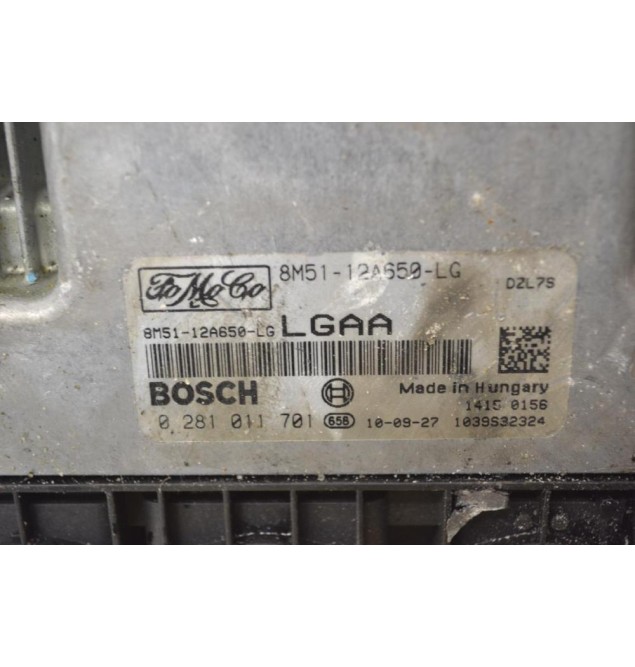 FoMoCo 8M51-12A650-LG
DZL7S
8M51-12A650-LG LGAA
BOSCH Made in Hungary
1415 0156
0 281 011 701 656 10-09-27 1039S32324